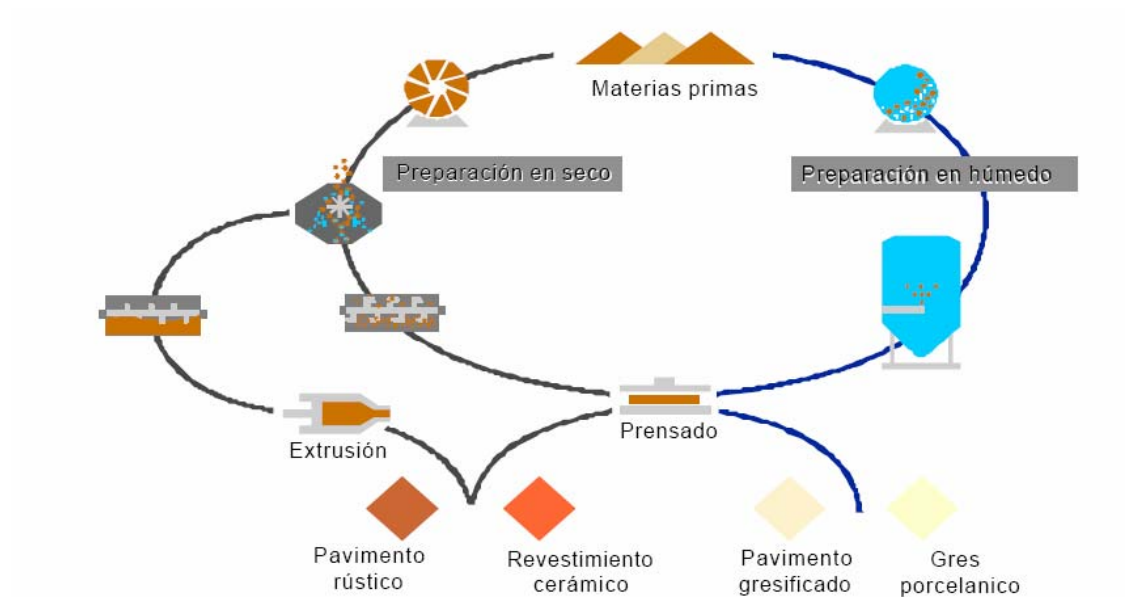 Materias primas
Preparación en seco
Preparación en húmedo
Prensado
Extrusión
Pavimento
rústico
Revestimiento
cerámico
Pavimento
gresificado
Gres
porcelanico